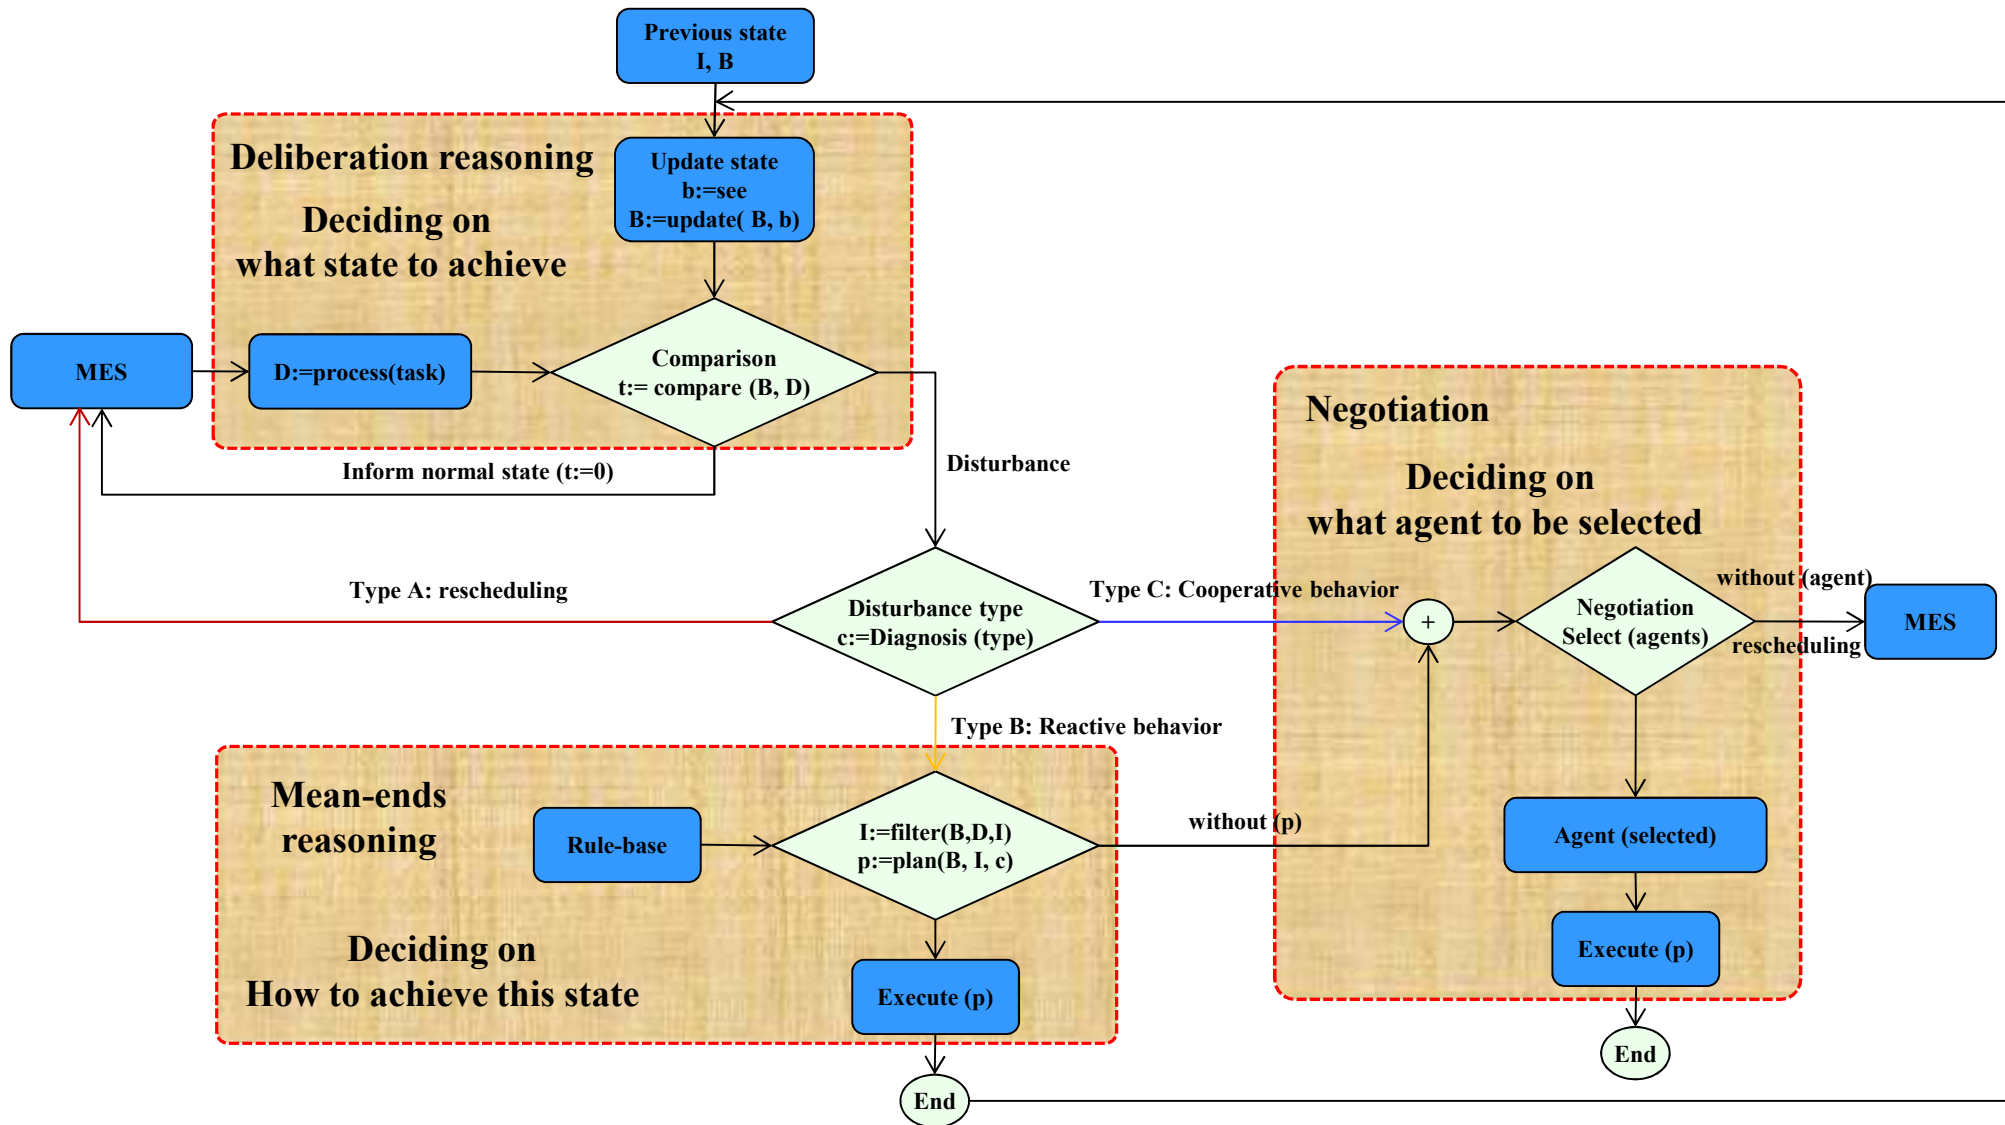 Previous state
I, B
Deliberation reasoning
Deciding on
what state to achieve
Update state
b:=see
B:=update( B, b)
MES
D:=process(task)
Comparison
t:= compare (B, D)
Inform normal state (t:=0)
Disturbance
Negotiation
Deciding on
what agent to be selected
Type A: rescheduling
Disturbance type
c:=Diagnosis (type)
Type C: Cooperative behavior
+
Negotiation
Select (agents)
without (agent)
rescheduling
MES
Type B: Reactive behavior
Mean-ends
reasoning
Rule-base
I:=filter(B,D,I)
p:=plan(B, I, c)
without (p)
Agent (selected)
Deciding on
How to achieve this state
Execute (p)
Execute (p)
End
End